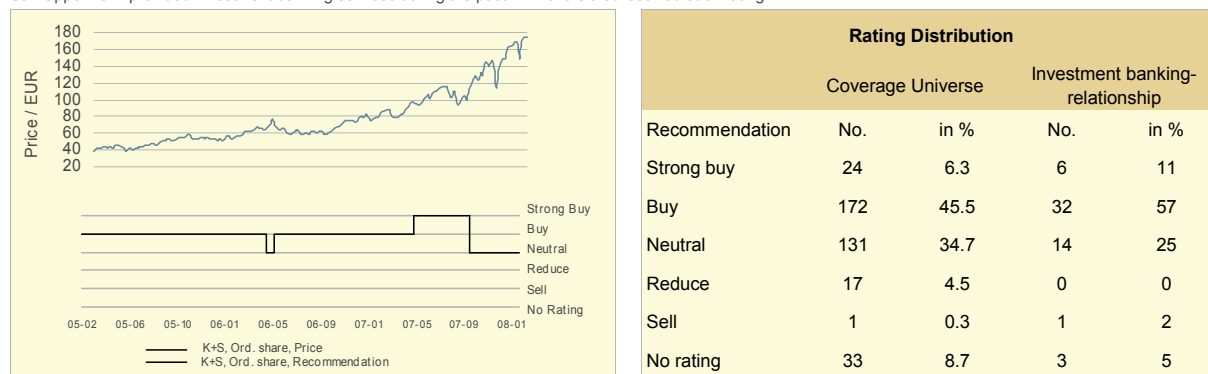 180
160
140
120
100
80
60
40
20
Price / EUR
Strong Buy
Buy
Neutral
Reduce
Sell
No Rating
05-02 05-06 05-10 06-01 06-05 06-09 07-01 07-05 07-09 08-01
K+S, Ord. share, Price
K+S, Ord. share, Recommendation
Rating Distribution
Coverage Universe Investment banking-
relationship
Recommendation No. in % No. in %
Strong buy 24 6.3 6 11
Buy 172 45.5 32 57
Neutral 131 34.7 14 25
Reduce 17 4.5 0 0
Sell 1 0.3 1 2
No rating 33 8.7 3 5